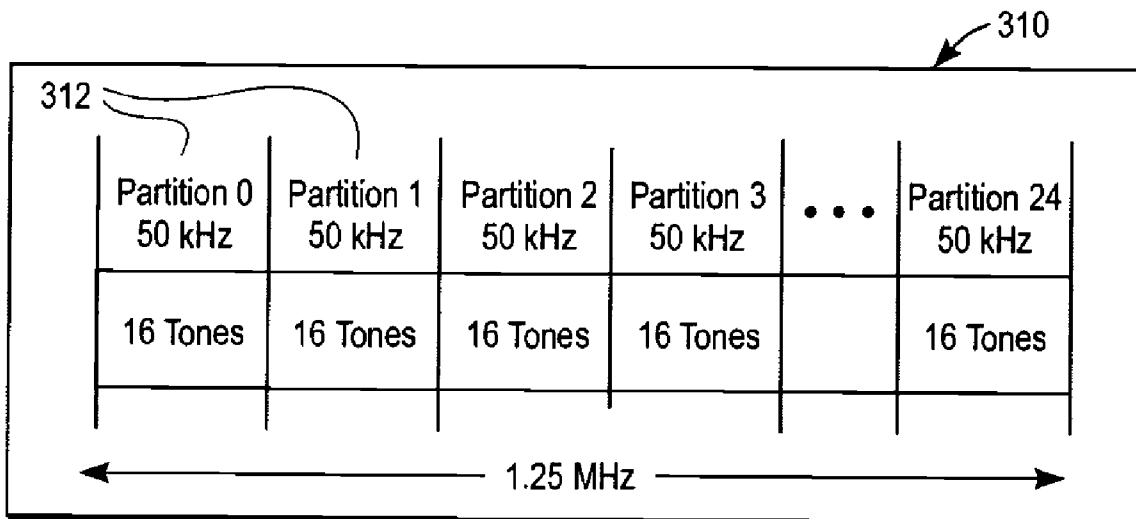 310
312
Partition 0 Partition 1 Partition 2 Partition 3 • • • Partition 24
50 kHz 50 kHz 50 kHz 50 kHz 50 kHz
16 Tones 16 Tones 16 Tones 16 Tones 16 Tones
1.25 MHz